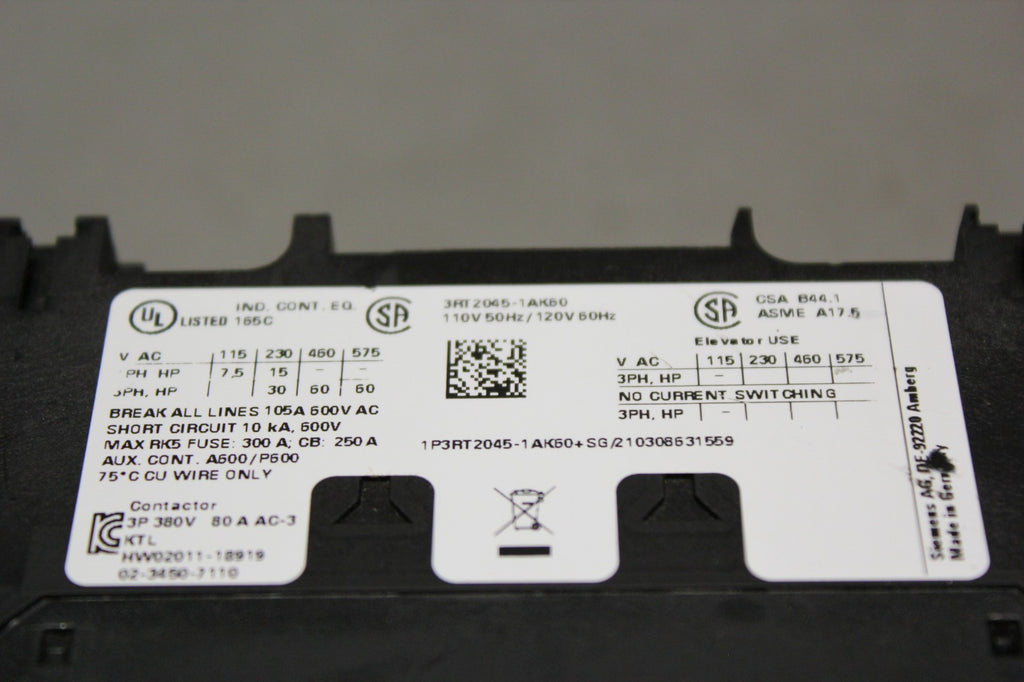 UL LISTED IND. CONT. EQ. 165C
SA
3RT2045-1AK60
110V 50Hz / 120V 60Hz
SA
CSA B44.1
ASME A17.5
Elevator USE
V AC 115 230 460 575
PH HP 7,5 15 - -
3PH, HP 30 60 60
BREAK ALL LINES 105A 600V AC
SHORT CIRCUIT 10 kA, 600V
MAX RK5 FUSE: 300 A; CB: 250 A
AUX. CONT. A600/P600
75°C CU WIRE ONLY
V AC 115 230 460 575
3PH, HP -
NO CURRENT SWITCHING
3PH, HP -
1P3RT2045-1AK60+SG/210308631559
Contactor
3P 380V 80 A AC-3
KTL
HW02011-18919
02-3450-7110
Siemens AG, DE-92220 Amberg
Made in Germany